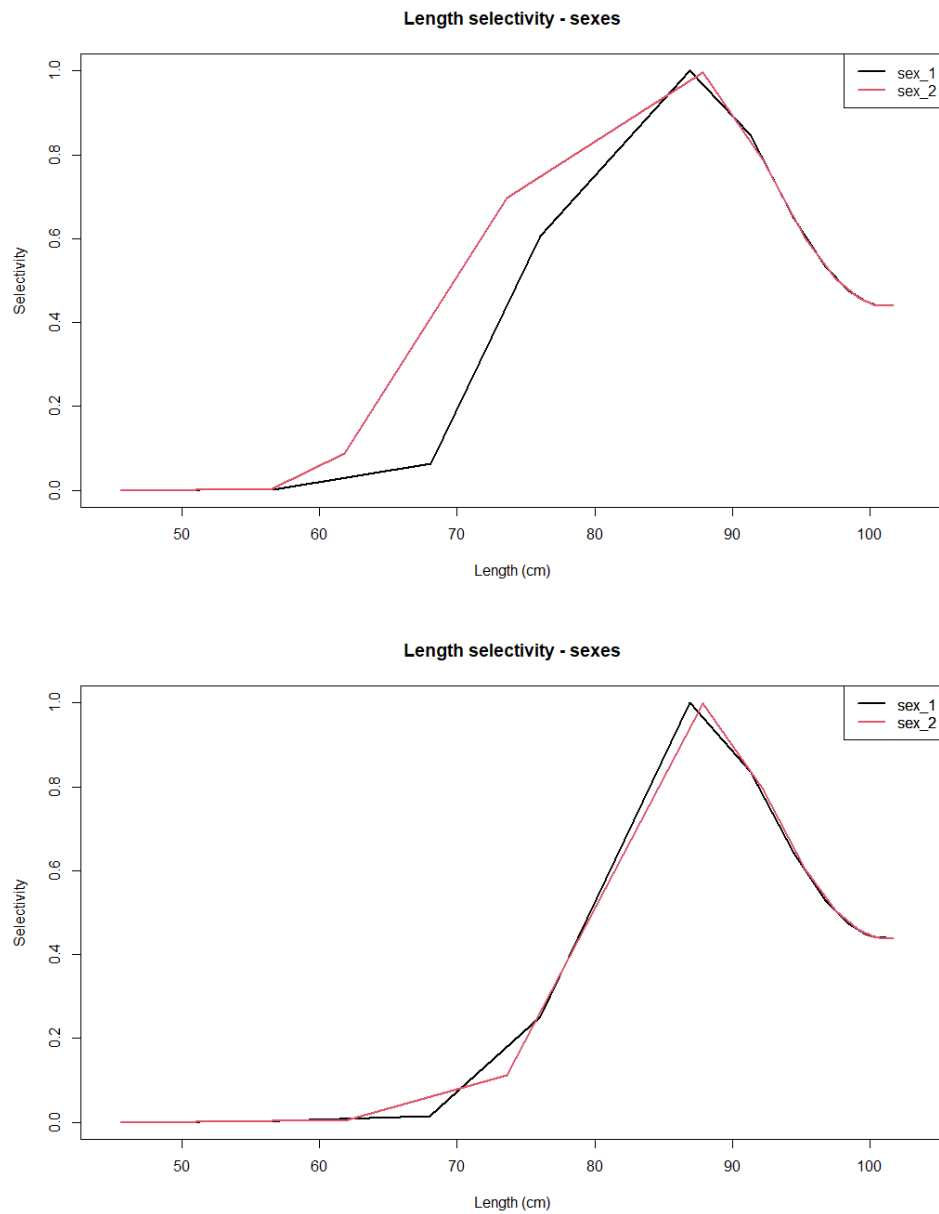 Length selectivity - sexes
sex_1
sex_2
1.0
0.8
0.6
0.4
0.2
0.0
Selectivity
50 60 70 80 90 100
Length (cm)
Length selectivity - sexes
sex_1
sex_2
1.0
0.8
0.6
0.4
0.2
0.0
Selectivity
50 60 70 80 90 100
Length (cm)